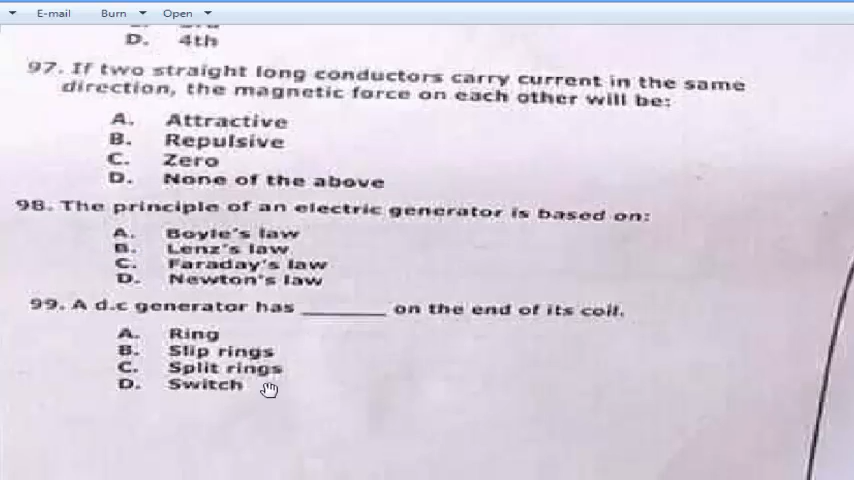 E-mail Burn Open
D. 4th
97. If two straight long conductors carry current in the same
direction, the magnetic force on each other will be:
A. Attractive
B. Repulsive
C. Zero
D. None of the above
98. The principle of an electric generator is based on:
A. Boyle's law
B. Lenz's law
C. Faraday's law
D. Newton's law
99. A d.c generator has ______ on the end of its coil.
A. Ring
B. Slip rings
C. Split rings
D. Switch